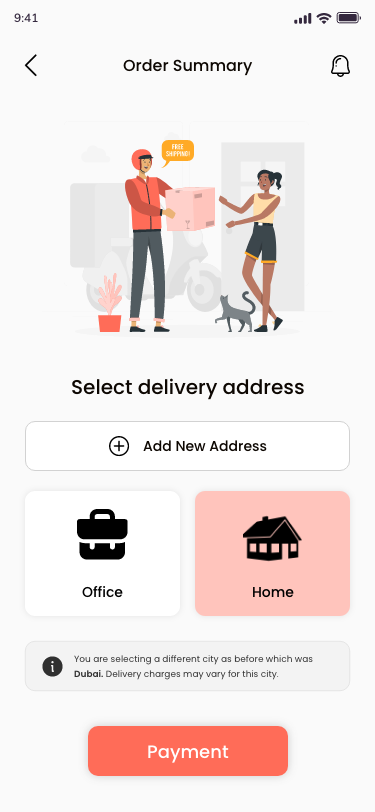 9:41
Order Summary
FREE
SHIPPING!
Select delivery address
Add New Address
Office
Home
You are selecting a different city as before which was
Dubai. Delivery charges may vary for this city.
Payment